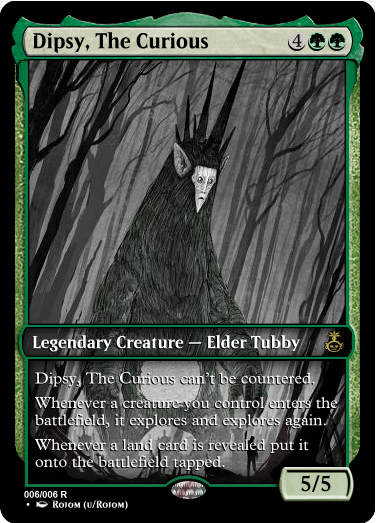 Dipsy, The Curious 4
Legendary Creature — Elder Tubby
Dipsy, The Curious can't be countered.
Whenever a creature you control enters the
battlefield, it explores and explores again.
Whenever a land card is revealed put it
onto the battlefield tapped.
5/5
006/006 R
• Rojom (u/Rojom)